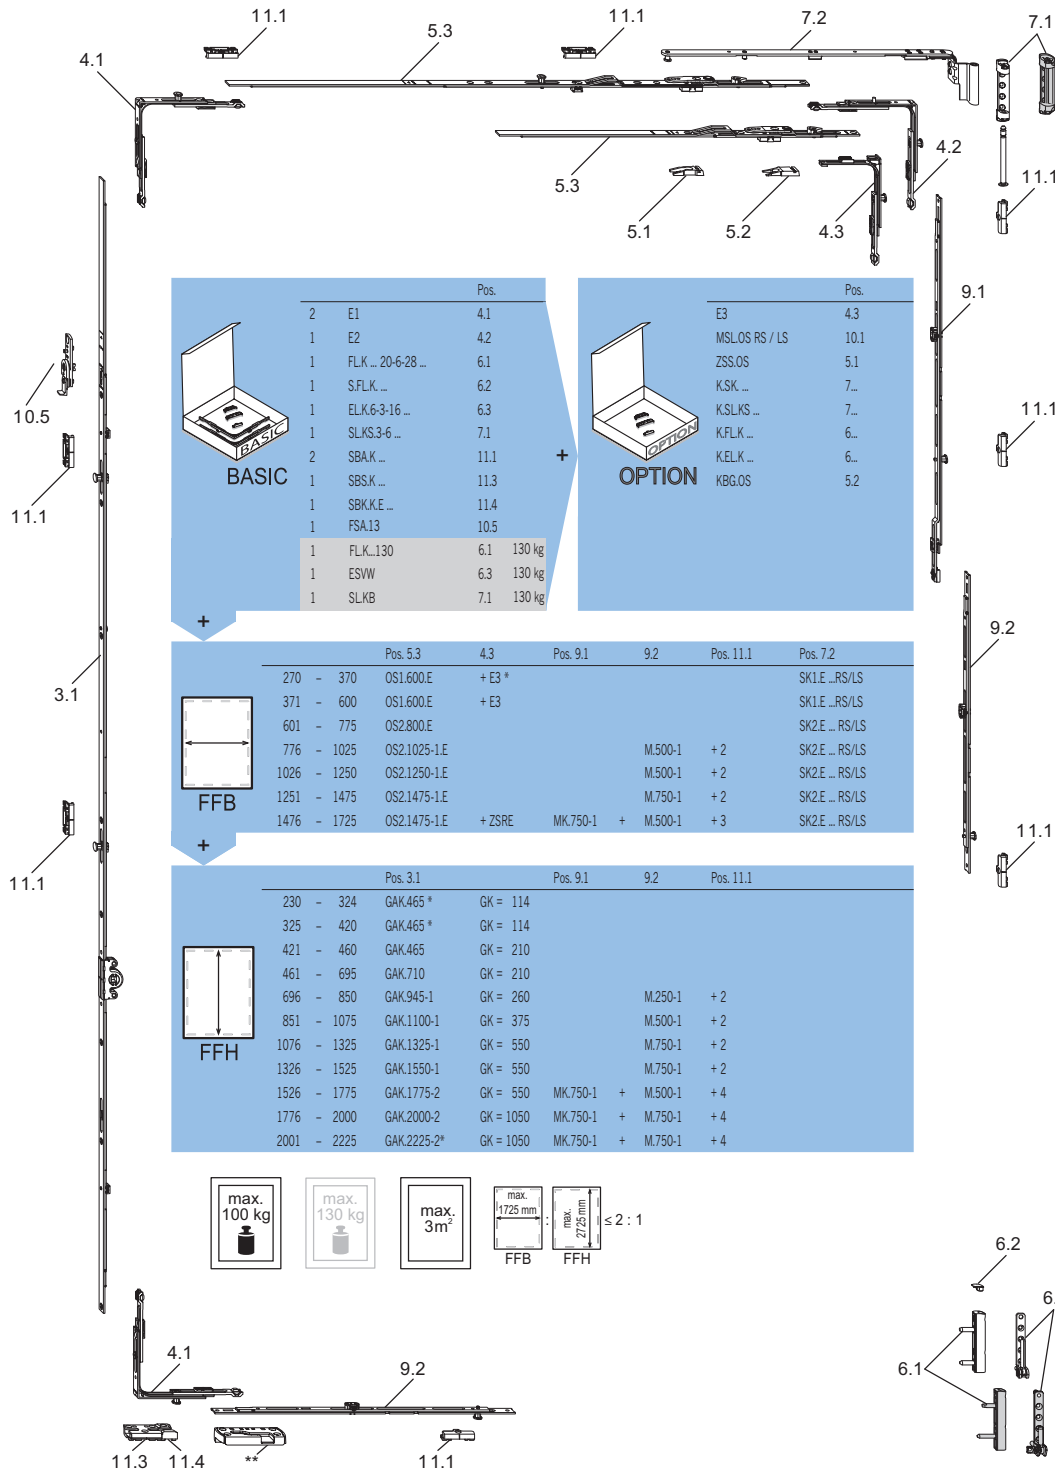 11.1
5.3
11.1
7.2
7.1
4.1
5.3
5.1
5.2
4.3
4.2
11.1
9.1
10.5
11.1
11.1
3.1
9.2
11.1
11.1
Pos.
2 E1 4.1
1 E2 4.2
1 FL.K ... 20-6-28 ... 6.1
1 S.FL.K. ... 6.2
1 EL.K.6-3-16 ... 6.3
1 SL.KS.3-6 ... 7.1
2 SBA.K ... 11.1
1 SBS.K ... 11.3
1 SBK.K.E ... 11.4
1 FSA.13 10.5
1 FL.K...130 6.1 130 kg
1 ESVW 6.3 130 kg
1 SL.KB 7.1 130 kg
BASIC
BASIC
+
Pos.
E3 4.3
MSL.OS RS / LS 10.1
ZSS.OS 5.1
K.SK. ... 7...
K.SL.KS ... 7...
K.FL.K ... 6...
K.EL.K ... 6...
KBG.OS 5.2
OPTION
OPTION
+
Pos. 5.3 4.3 Pos. 9.1 9.2 Pos. 11.1 Pos. 7.2
270 – 370 OS1.600.E + E3 * SK1.E ...RS/LS
371 – 600 OS1.600.E + E3 SK1.E ...RS/LS
601 – 775 OS2.800.E SK2.E ... RS/LS
776 – 1025 OS2.1025-1.E M.500-1 + 2 SK2.E ... RS/LS
1026 – 1250 OS2.1250-1.E M.500-1 + 2 SK2.E ... RS/LS
1251 – 1475 OS2.1475-1.E M.750-1 + 2 SK2.E ... RS/LS
1476 – 1725 OS2.1475-1.E + ZSRE MK.750-1 + M.500-1 + 3 SK2.E ... RS/LS
FFB
+
Pos. 3.1 Pos. 9.1 9.2 Pos. 11.1
230 – 324 GAK.465 * GK = 114
325 – 420 GAK.465 * GK = 114
421 – 460 GAK.465 GK = 210
461 – 695 GAK.710 GK = 210
696 – 850 GAK.945-1 GK = 260 M.250-1 + 2
851 – 1075 GAK.1100-1 GK = 375 M.500-1 + 2
1076 – 1325 GAK.1325-1 GK = 550 M.750-1 + 2
1326 – 1525 GAK.1550-1 GK = 550 M.750-1 + 2
1526 – 1775 GAK.1775-2 GK = 550 MK.750-1 + M.500-1 + 4
1776 – 2000 GAK.2000-2 GK = 1050 MK.750-1 + M.750-1 + 4
2001 – 2225 GAK.2225-2* GK = 1050 MK.750-1 + M.750-1 + 4
FFH
max.
100 kg
max.
130 kg
max.
3m²
max.
1725 mm
FFB
:
max.
2725 mm
FFH
≤ 2 : 1
6.2
6.
6.1
4.1
9.2
11.3
11.4
**
11.1